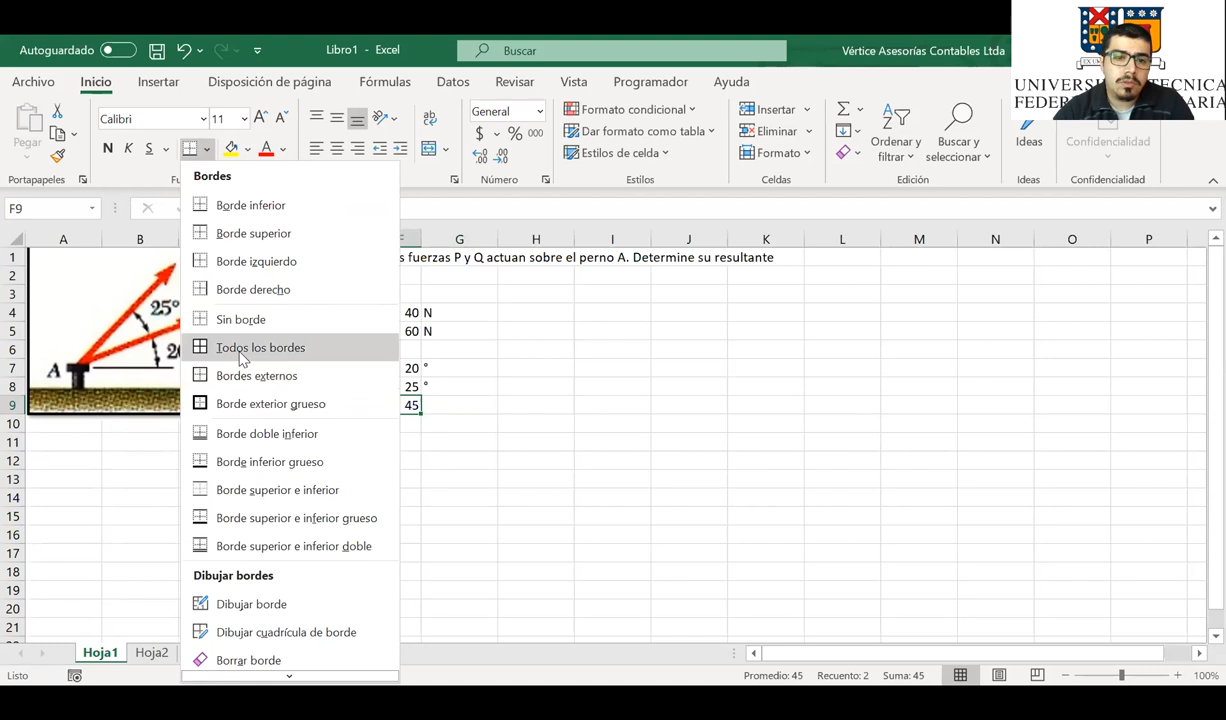 Autoguardado
Libro1 - Excel
Buscar
Vértice Asesorías Contables Ltda
EX UM
UNIVERSI TECNICA
FEDER ARIA
Archivo Inicio Insertar Disposición de página Fórmulas Datos Revisar Vista Programador Ayuda
Pegar
Calibri 11
N K S
General
$ % 000
Formato condicional
Dar formato como tabla
Estilos de celda
Insertar
Eliminar
Formato
Ordenar y filtrar
Buscar y seleccionar
Ideas
Confidencialidad
Portapapeles Fu Número Estilos Celdas Edición Ideas Confidencialidad
F9
Bordes
Borde inferior
Borde superior
Borde izquierdo
Borde derecho
Sin borde
Todos los bordes
Bordes externos
Borde exterior grueso
Borde doble inferior
Borde inferior grueso
Borde superior e inferior
Borde superior e inferior grueso
Borde superior e inferior doble
Dibujar bordes
Dibujar borde
Dibujar cuadrícula de borde
Borrar borde
A B F G H I J K L M N O P
1 s fuerzas P y Q actuan sobre el perno A. Determine su resultante
2
3
4 40 N
5 60 N
6
7 20 °
8 25 °
9 45
10
11
12
13
14
15
16
17
18
19
20
21
25°
A
Hoja1 Hoja2
Listo
Promedio: 45 Recuento: 2 Suma: 45
100%